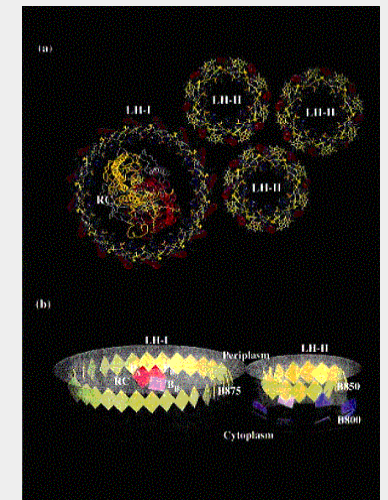 (a)
LH-II
LH-II
LH-I
LH-II
RC
(b)
LH-I
LH-II
Periplasm
RC
B850
B875
B800
Cytoplasm